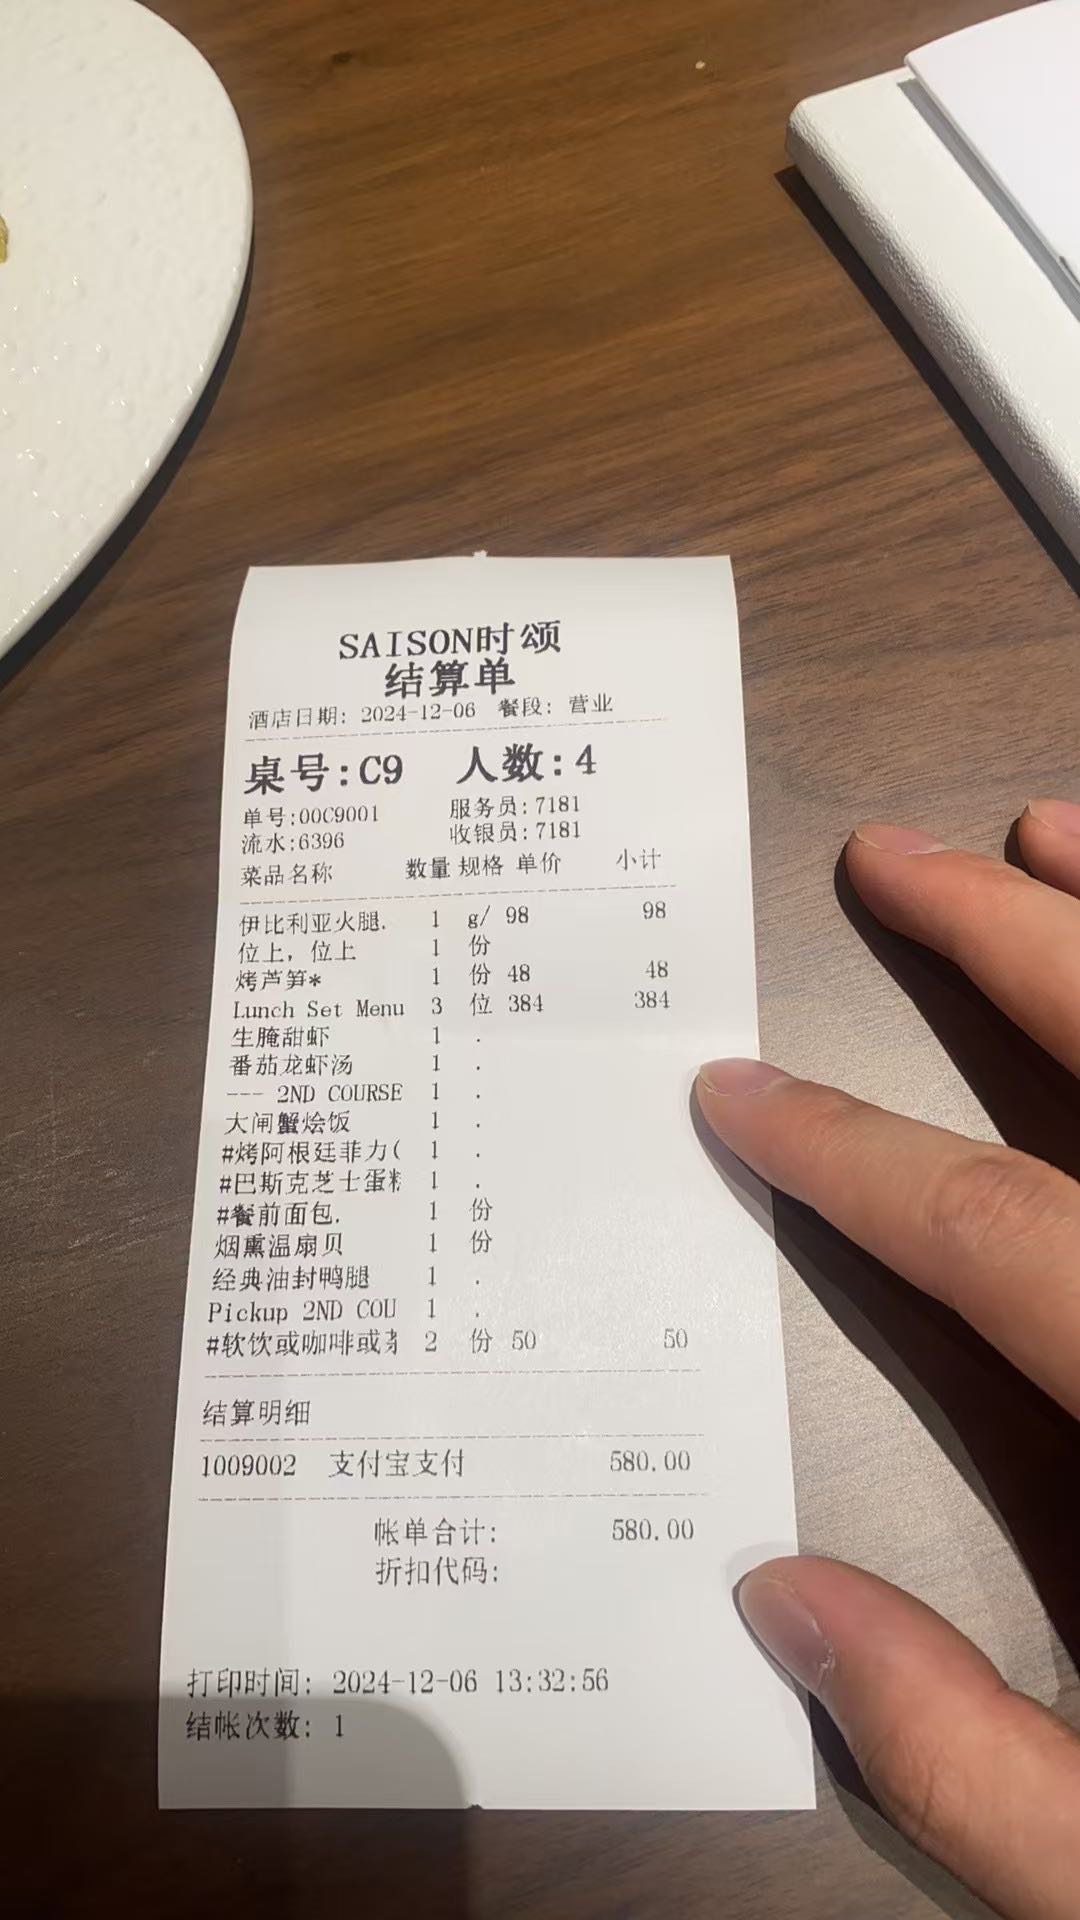 SAISON时颂
结算单
酒店日期: 2024-12-06 餐段: 营业
桌号:C9 人数:4
单号:00C9001 服务员:7181
流水:6396 收银员:7181
菜品名称 数量 规格 单价 小计
伊比利亚火腿. 1 g/ 98 98
位上, 位上 1 份
烤芦笋* 1 份 48 48
Lunch Set Menu 3 位 384 384
生腌甜虾 1 .
番茄龙虾汤 1 .
--- 2ND COURSE 1 .
大闸蟹烩饭 1 .
#烤阿根廷菲力( 1 .
#巴斯克芝士蛋 1 .
#餐前面包. 1 份
烟熏温扇贝 1 份
经典油封鸭腿 1 .
Pickup 2ND COU 1 .
#软饮或咖啡或 2 份 50 50
结算明细
1009002 支付宝支付 580.00
帐单合计: 580.00
折扣代码:
打印时间: 2024-12-06 13:32:56
结帐次数: 1